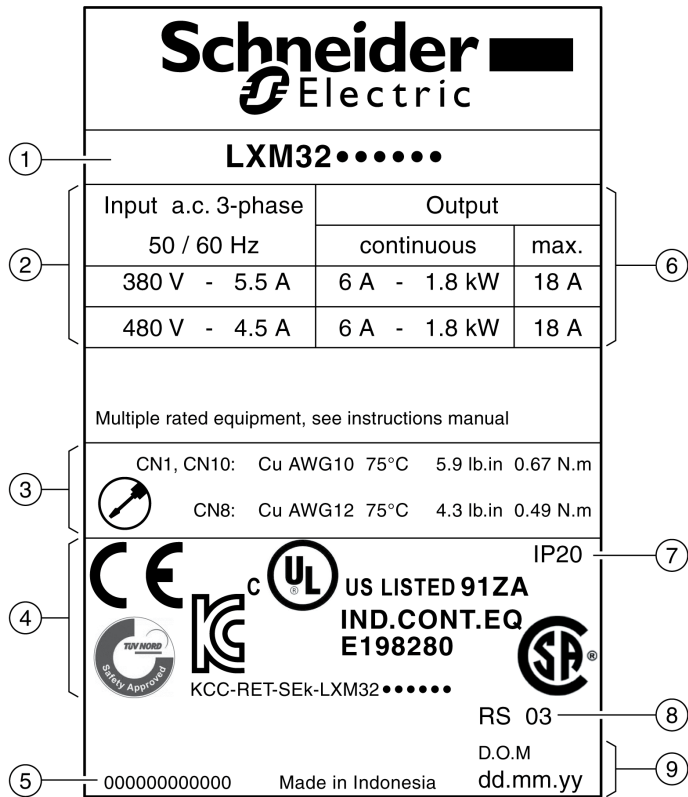 Schneider
Electric
1
LXM32••••••
2
Input a.c. 3-phase
50 / 60 Hz
Output
continuous max.
380 V - 5.5 A 6 A - 1.8 kW 18 A
480 V - 4.5 A 6 A - 1.8 kW 18 A
6
Multiple rated equipment, see instructions manual
3
CN1, CN10: Cu AWG10 75°C 5.9 lb.in 0.67 N.m
CN8: Cu AWG12 75°C 4.3 lb.in 0.49 N.m
4
CE
C UL ® US LISTED 91ZA
IND.CONT.EQ
E198280
IP20
7
TUV NORD
Safety Approved
KC
SA ®
KCC-RET-SEk-LXM32••••••
RS 03
8
5
000000000000 Made in Indonesia
D.O.M
dd.mm.yy
9